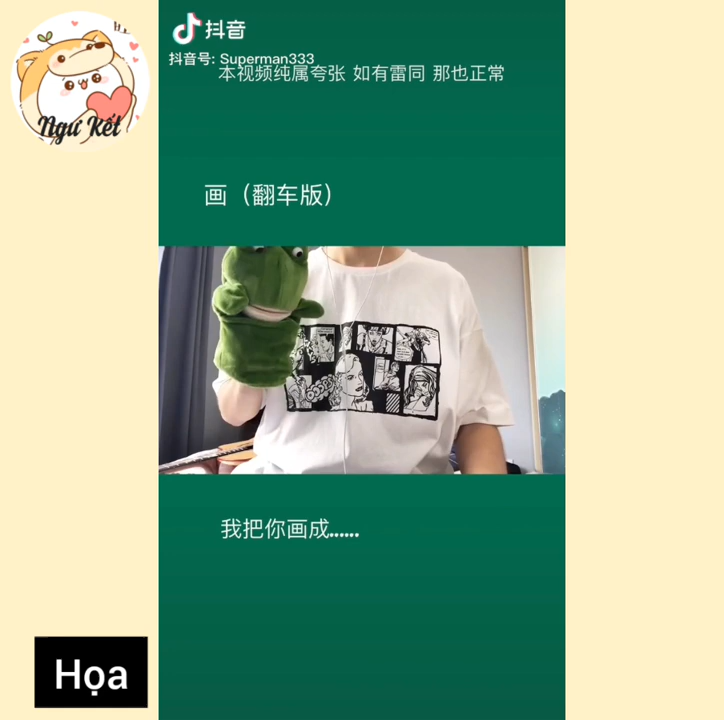 抖音
抖音号: Superman333
本视频纯属夸张 如有雷同 那也正常
Ngư Kết
画（翻车版）
我把你画成......
Họa